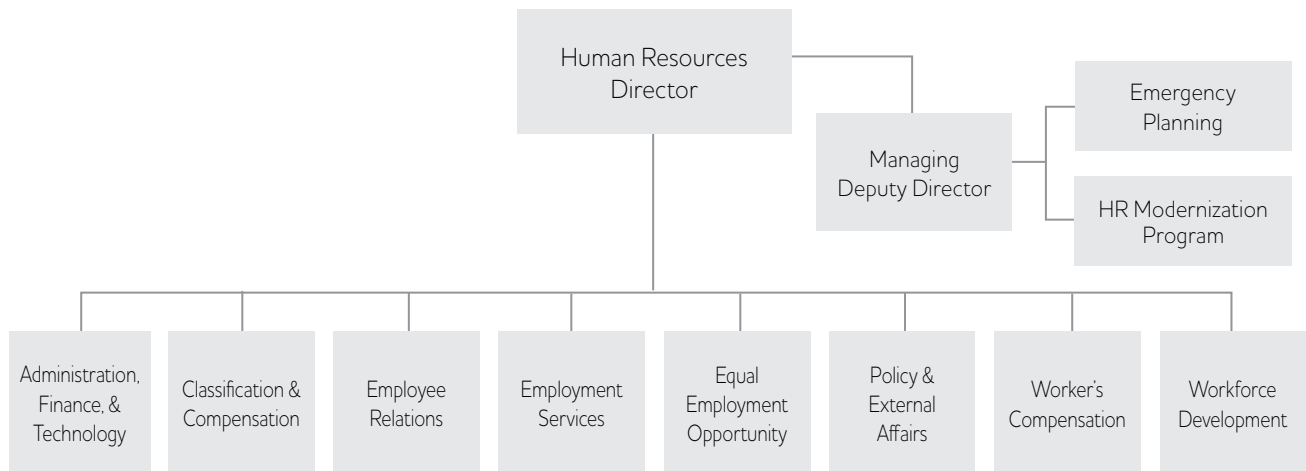 Human Resources
Director
Managing
Deputy Director
Emergency
Planning
HR Modernization
Program
Administration,
Finance, &
Technology
Classification &
Compensation
Employee
Relations
Employment
Services
Equal
Employment
Opportunity
Policy &
External
Affairs
Worker's
Compensation
Workforce
Development